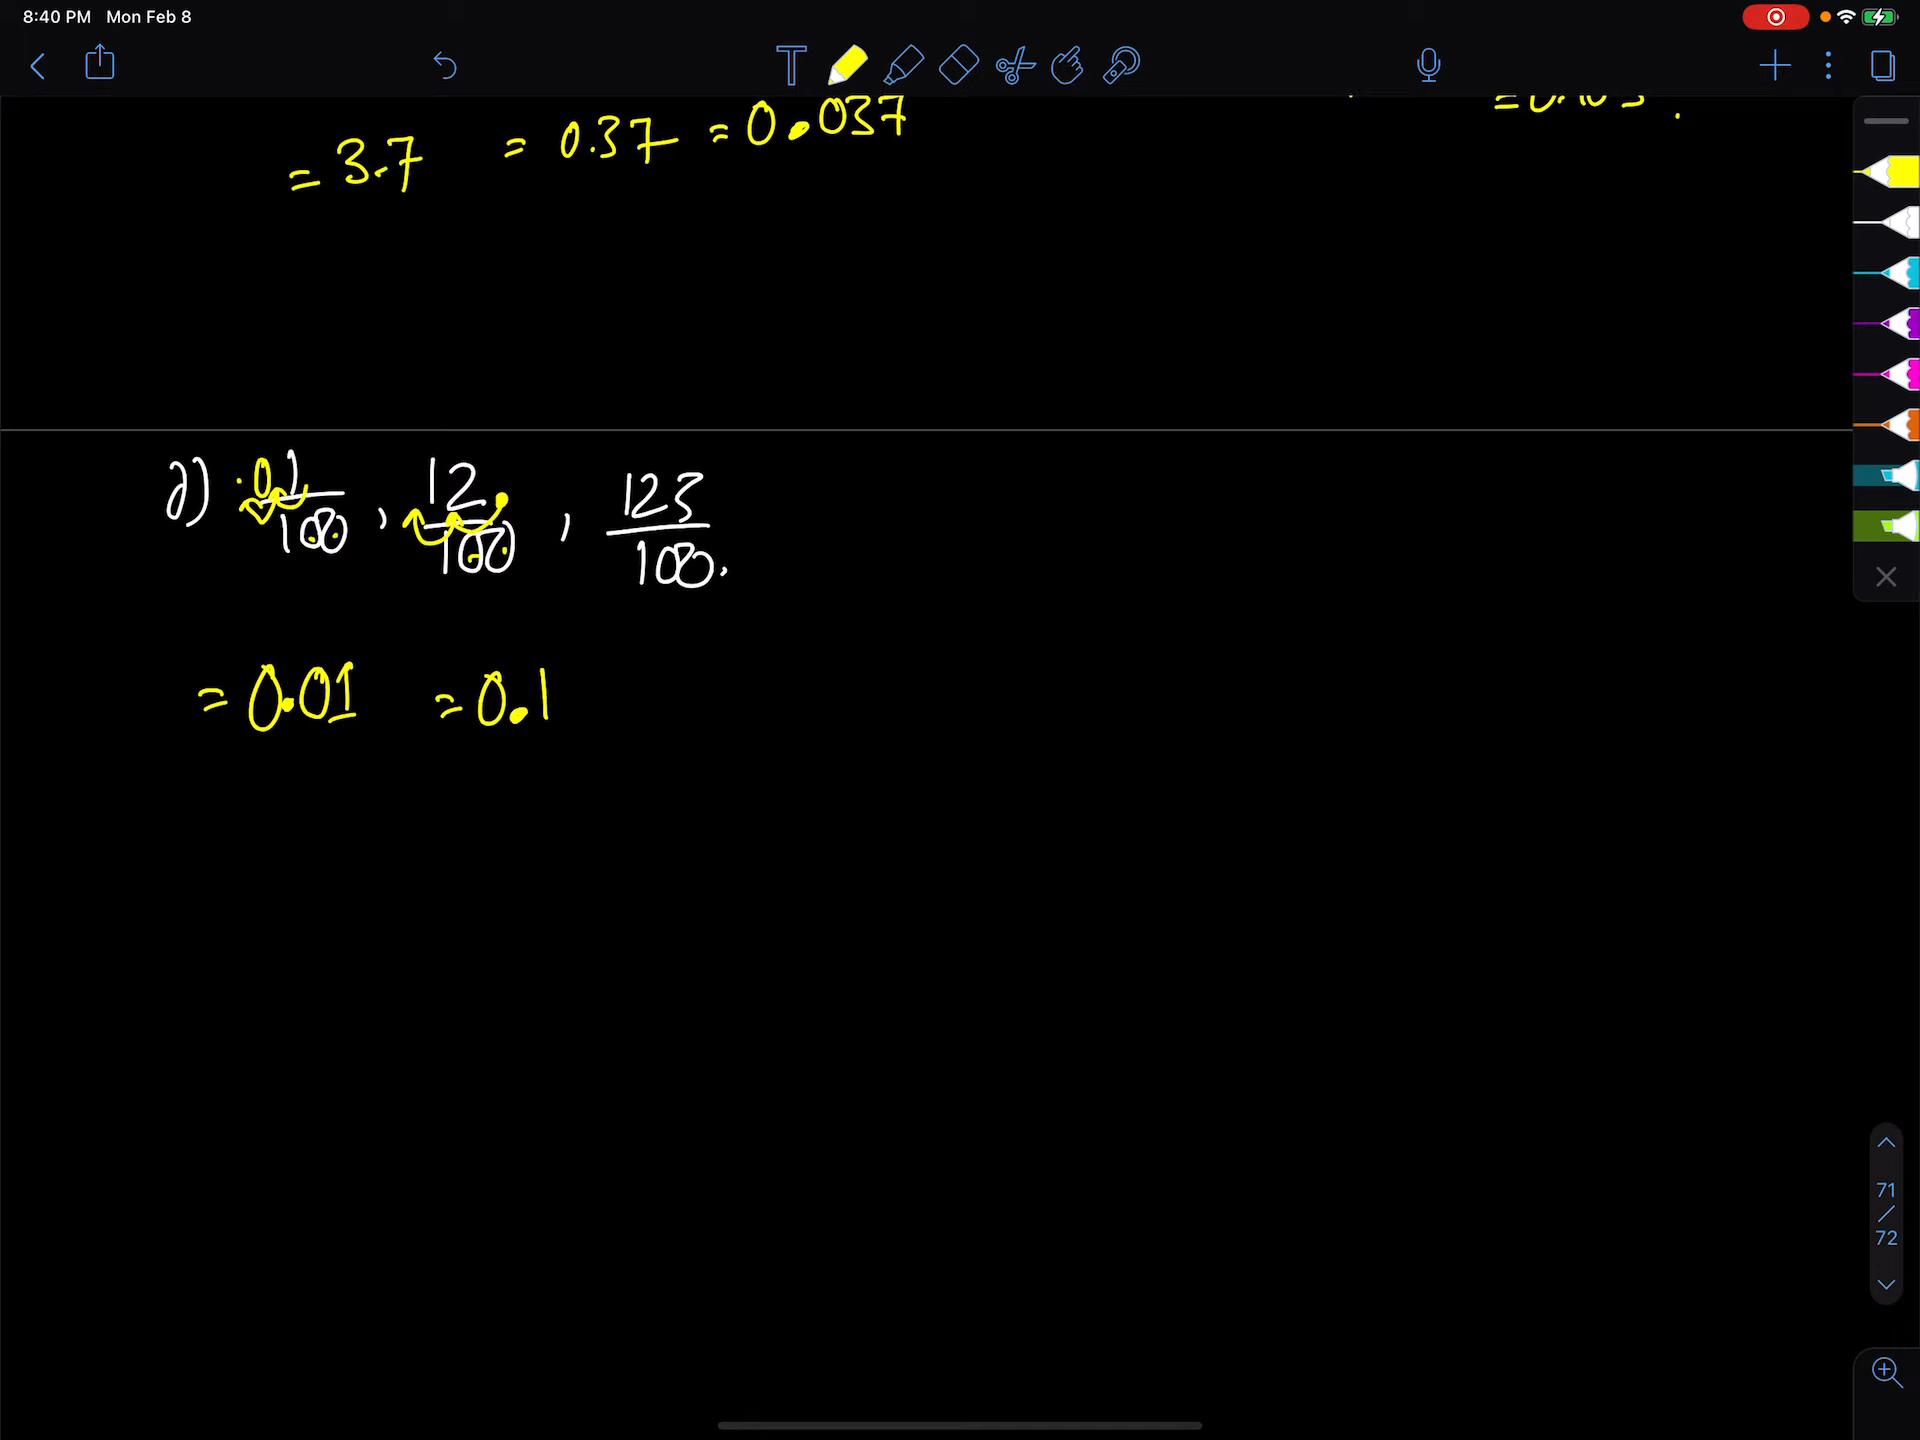 8:40 PM Mon Feb 8
= 3.7 = 0.37 = 0.037
∂) .01/100 , 12/100 , 123/100.
= 0.01 = 0.1
71
/
72